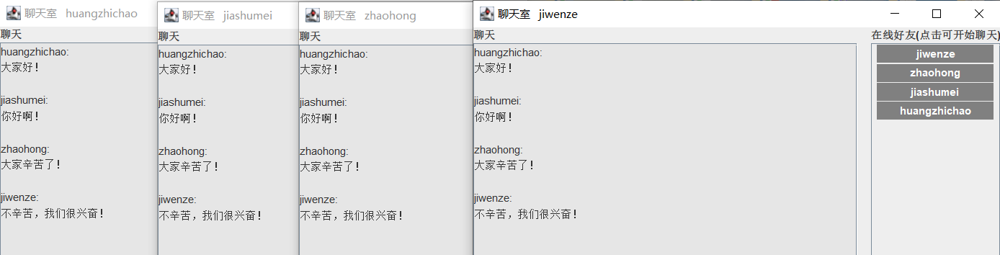 聊天室 huangzhichao
聊天
huangzhichao:
大家好!
jiashumei:
你好啊!
zhaohong:
大家辛苦了!
jiwenze:
不辛苦，我们很兴奋!
聊天室 jiashumei
聊天
huangzhichao:
大家好!
jiashumei:
你好啊!
zhaohong:
大家辛苦了!
jiwenze:
不辛苦，我们很兴奋!
聊天室 zhaohong
聊天
huangzhichao:
大家好!
jiashumei:
你好啊!
zhaohong:
大家辛苦了!
jiwenze:
不辛苦，我们很兴奋!
聊天室 jiwenze
聊天
huangzhichao:
大家好!
jiashumei:
你好啊!
zhaohong:
大家辛苦了!
jiwenze:
不辛苦，我们很兴奋!
在线好友(点击可开始聊天)
jiwenze
zhaohong
jiashumei
huangzhichao